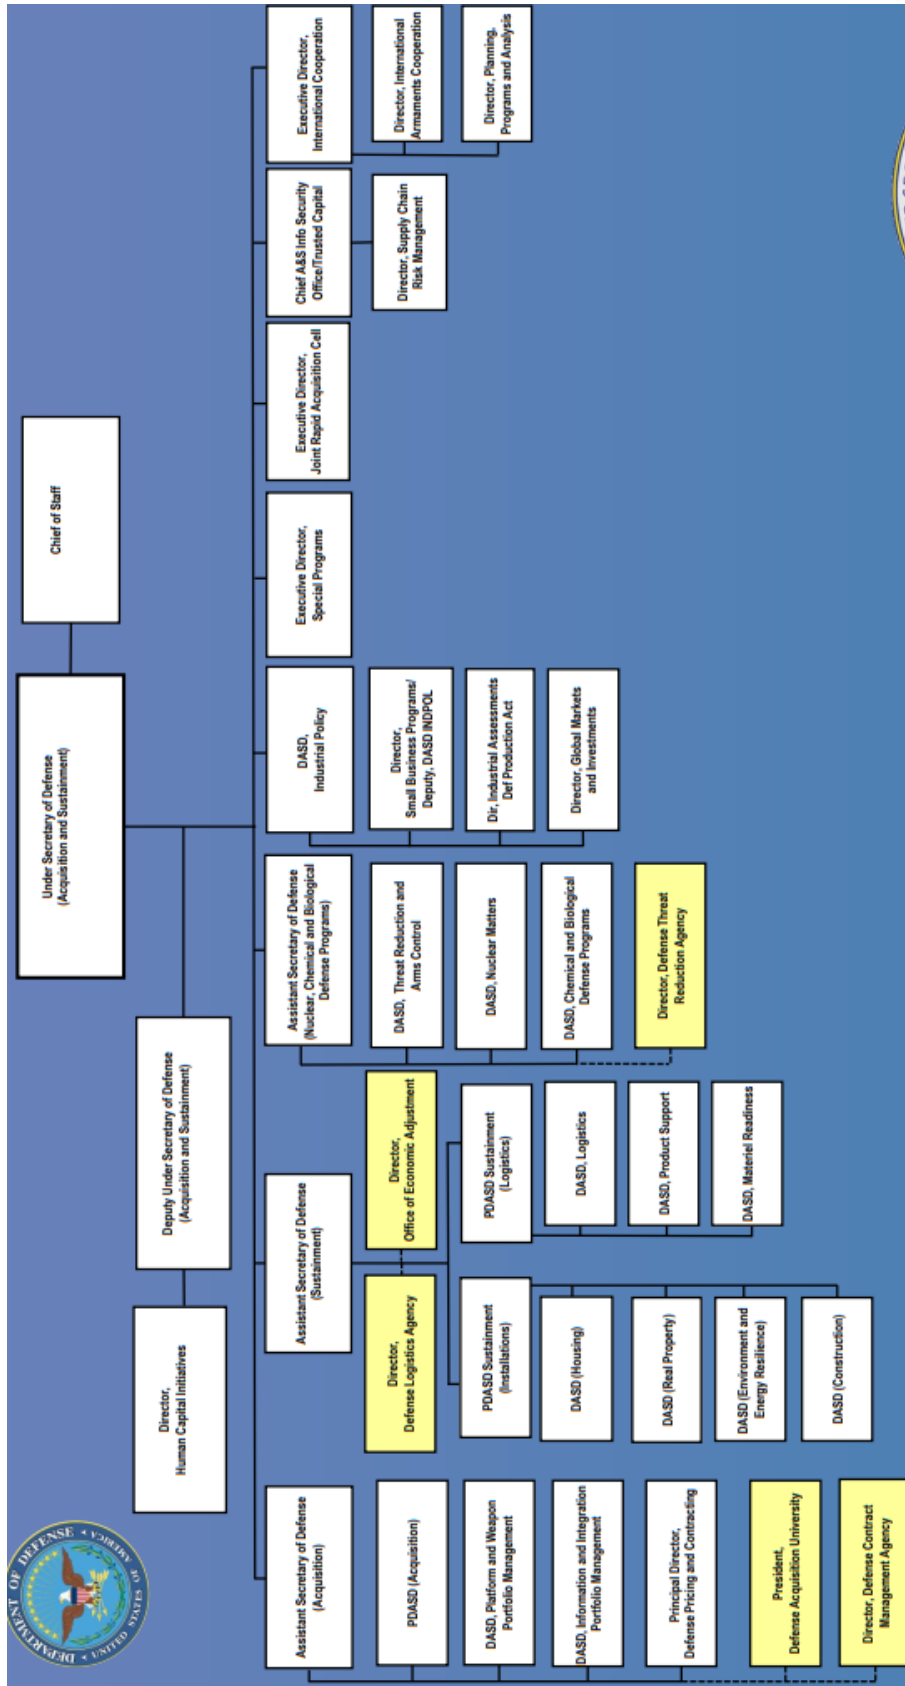 DEPARTMENT OF DEFENSE
UNITED STATES OF AMERICA
Under Secretary of Defense
(Acquisition and Sustainment)
Chief of Staff
Deputy Under Secretary of Defense
(Acquisition and Sustainment)
Director,
Human Capital Initiatives
Assistant Secretary of Defense
(Acquisition)
PDASD (Acquisition)
DASD, Platform and Weapon
Portfolio Management
DASD, Information and Integration
Portfolio Management
Principal Director,
Defense Pricing and Contracting
President,
Defense Acquisition University
Director, Defense Contract
Management Agency
Assistant Secretary of Defense
(Sustainment)
Director,
Defense Logistics Agency
Director,
Office of Economic Adjustment
PDASD Sustainment
(Installations)
DASD (Housing)
DASD (Real Property)
DASD (Environment and
Energy Resilience)
DASD (Construction)
PDASD Sustainment
(Logistics)
DASD, Logistics
DASD, Product Support
DASD, Materiel Readiness
Assistant Secretary of Defense
(Nuclear, Chemical and Biological
Defense Programs)
DASD, Threat Reduction and
Arms Control
DASD, Nuclear Matters
DASD, Chemical and Biological
Defense Programs
Director, Defense Threat
Reduction Agency
DASD,
Industrial Policy
Director,
Small Business Programs/
Deputy, DASD INDPOL
Dir, Industrial Assessments
Def Production Act
Director, Global Markets
and Investments
Executive Director,
Special Programs
Executive Director,
Joint Rapid Acquisition Cell
Chief A&S Info Security
Office/Trusted Capital
Director, Supply Chain
Risk Management
Executive Director,
International Cooperation
Director, International
Armaments Cooperation
Director, Planning,
Programs and Analysis